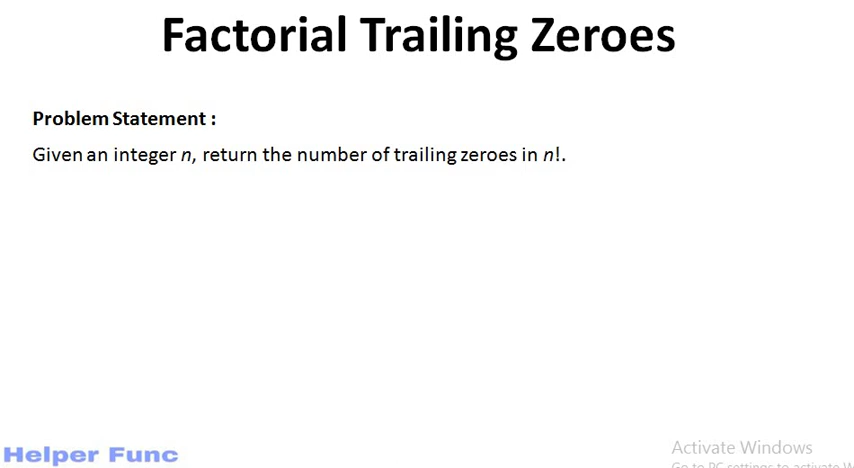 Factorial Trailing Zeroes
Problem Statement :
Given an integer n, return the number of trailing zeroes in n!.
Helper Func
Activate Windows
Go to PC settings to activate W